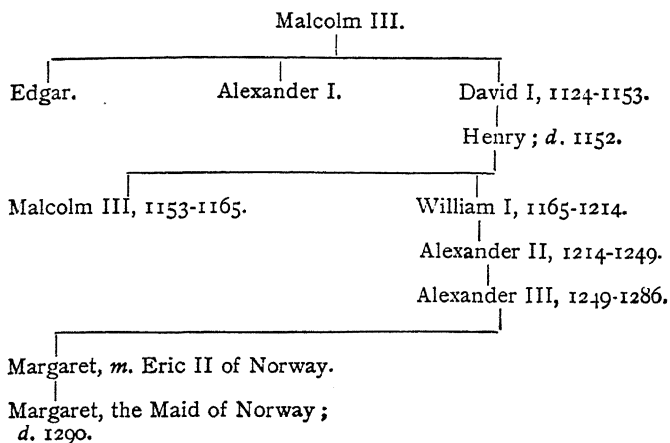 Malcolm III.
Edgar. Alexander I. David I, 1124-1153.
Henry; d. 1152.
Malcolm III, 1153-1165. William I, 1165-1214.
Alexander II, 1214-1249.
Alexander III, 1249-1286.
Margaret, m. Eric II of Norway.
Margaret, the Maid of Norway;
d. 1290.